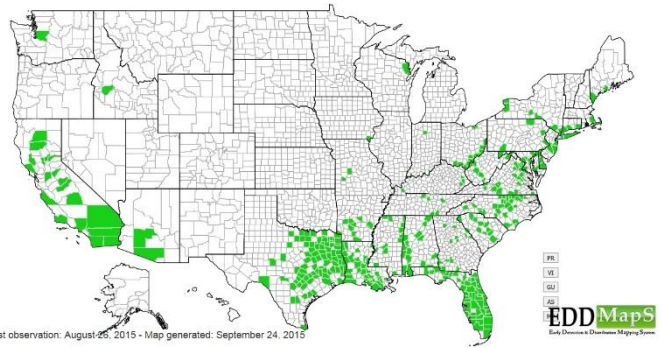 PR
VI
GU
AS
EDDMapS
Early Detection & Distribution Mapping System
st observation: August 26, 2015 - Map generated: September 24, 2015